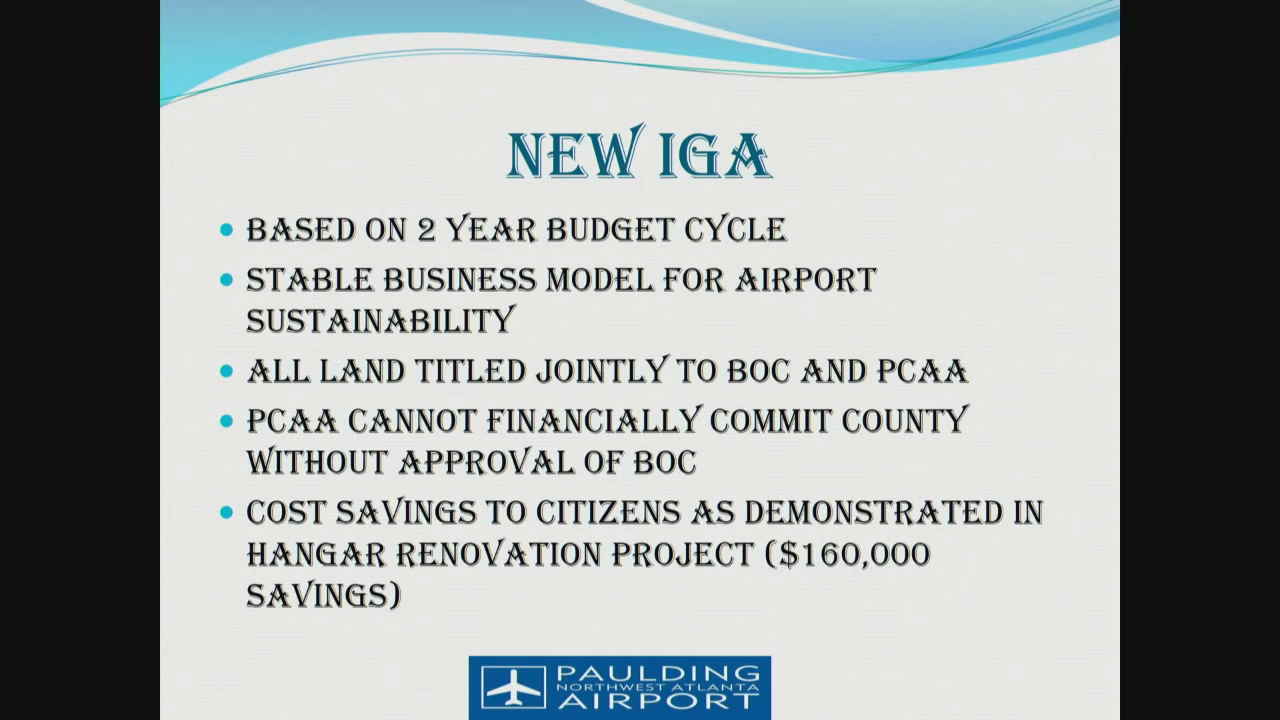 NEW IGA
BASED ON 2 YEAR BUDGET CYCLE
STABLE BUSINESS MODEL FOR AIRPORT
SUSTAINABILITY
ALL LAND TITLED JOINTLY TO BOC AND PCAA
PCAA CANNOT FINANCIALLY COMMIT COUNTY
WITHOUT APPROVAL OF BOC
COST SAVINGS TO CITIZENS AS DEMONSTRATED IN
HANGAR RENOVATION PROJECT ($160,000
SAVINGS)
PAULDING
NORTHWEST ATLANTA
AIRPORT